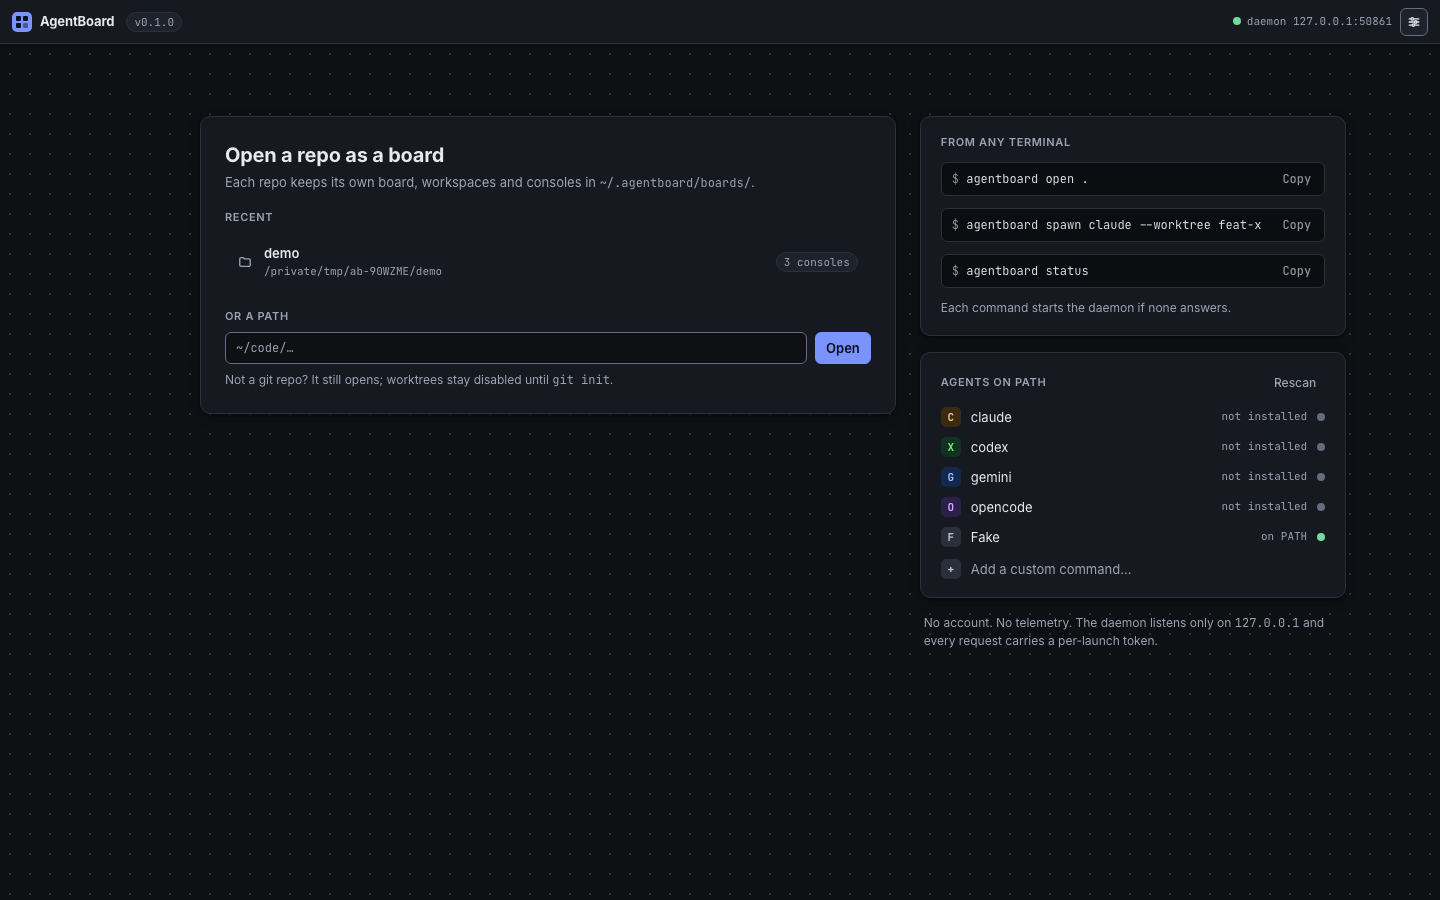 AgentBoard v0.1.0
daemon 127.0.0.1:50861
Open a repo as a board
Each repo keeps its own board, workspaces and consoles in ~/.agentboard/boards/.
RECENT
demo
/private/tmp/ab-90WZME/demo
3 consoles
OR A PATH
~/code/…
Open
Not a git repo? It still opens; worktrees stay disabled until git init.
FROM ANY TERMINAL
$ agentboard open . Copy
$ agentboard spawn claude --worktree feat-x Copy
$ agentboard status Copy
Each command starts the daemon if none answers.
AGENTS ON PATH Rescan
C claude not installed
X codex not installed
G gemini not installed
O opencode not installed
F Fake on PATH
+ Add a custom command…
No account. No telemetry. The daemon listens only on 127.0.0.1 and
every request carries a per-launch token.